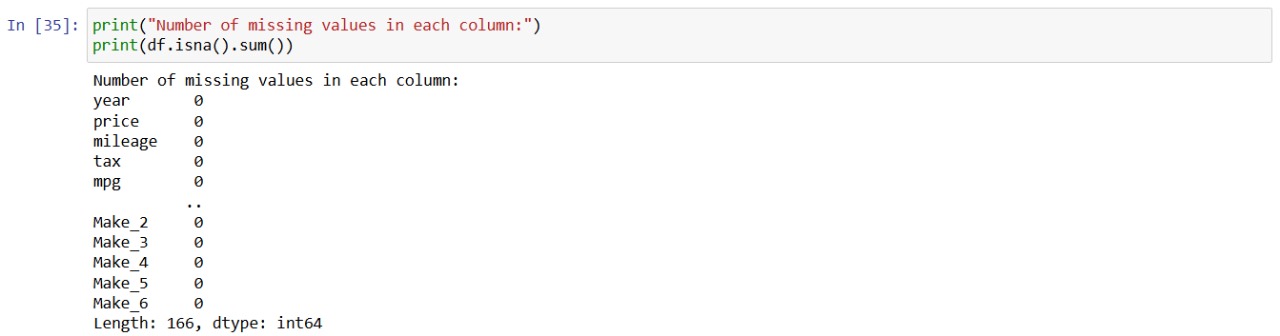 In [35]: print("Number of missing values in each column:")
print(df.isna().sum())
Number of missing values in each column:
year 0
price 0
mileage 0
tax 0
mpg 0
..
Make_2 0
Make_3 0
Make_4 0
Make_5 0
Make_6 0
Length: 166, dtype: int64